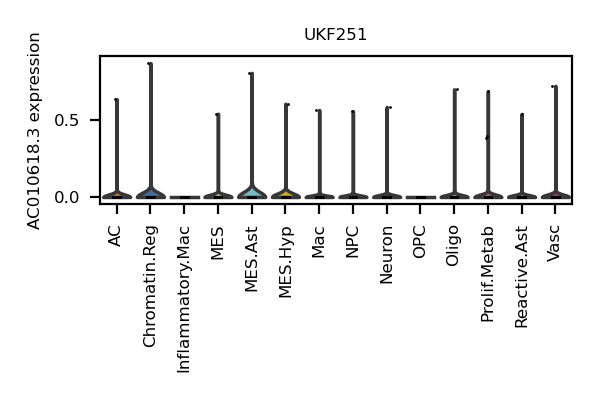 UKF251
AC010618.3 expression
0.5
0.0
AC
Chromatin.Reg
Inflammatory.Mac
MES
MES.Ast
MES.Hyp
Mac
NPC
Neuron
OPC
Oligo
Prolif.Metab
Reactive.Ast
Vasc